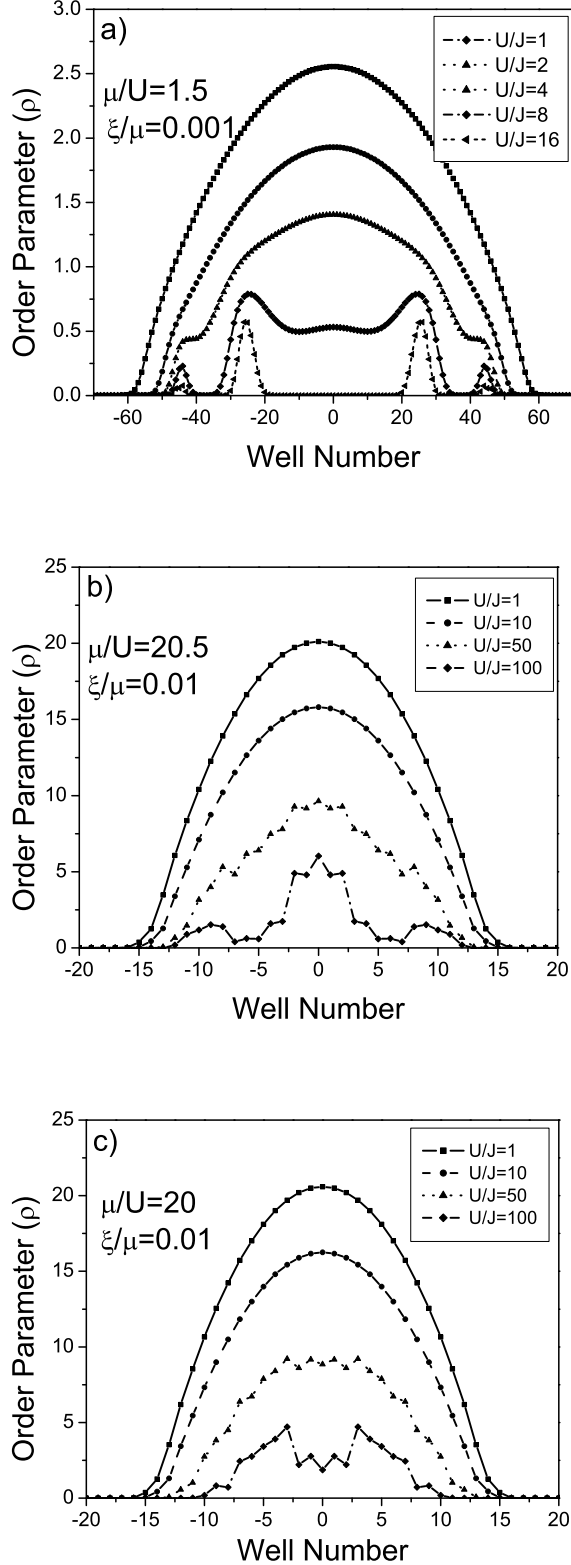 a)
μ/U=1.5
ξ/μ=0.001
U/J=1
U/J=2
U/J=4
U/J=8
U/J=16
Order Parameter (ρ)
3.0
2.5
2.0
1.5
1.0
0.5
0.0
-60 -40 -20 0 20 40 60
Well Number
b)
μ/U=20.5
ξ/μ=0.01
U/J=1
U/J=10
U/J=50
U/J=100
Order Parameter (ρ)
25
20
15
10
5
0
-20 -15 -10 -5 0 5 10 15 20
Well Number
c)
μ/U=20
ξ/μ=0.01
U/J=1
U/J=10
U/J=50
U/J=100
Order Parameter (ρ)
25
20
15
10
5
0
-20 -15 -10 -5 0 5 10 15 20
Well Number